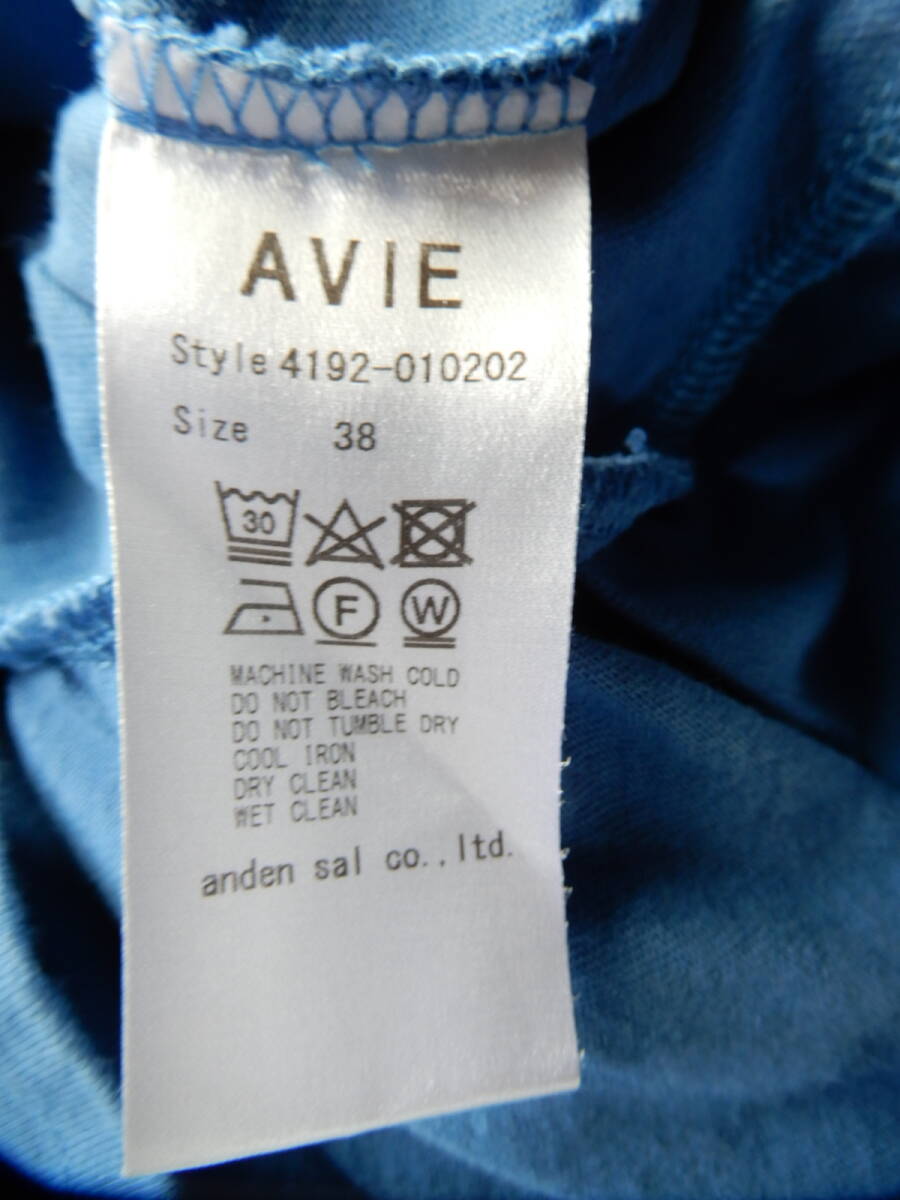 AVIE
Style 4192-010202
Size 38
30
F W
MACHINE WASH COLD
DO NOT BLEACH
DO NOT TUMBLE DRY
COOL IRON
DRY CLEAN
WET CLEAN
anden sal co.,ltd.